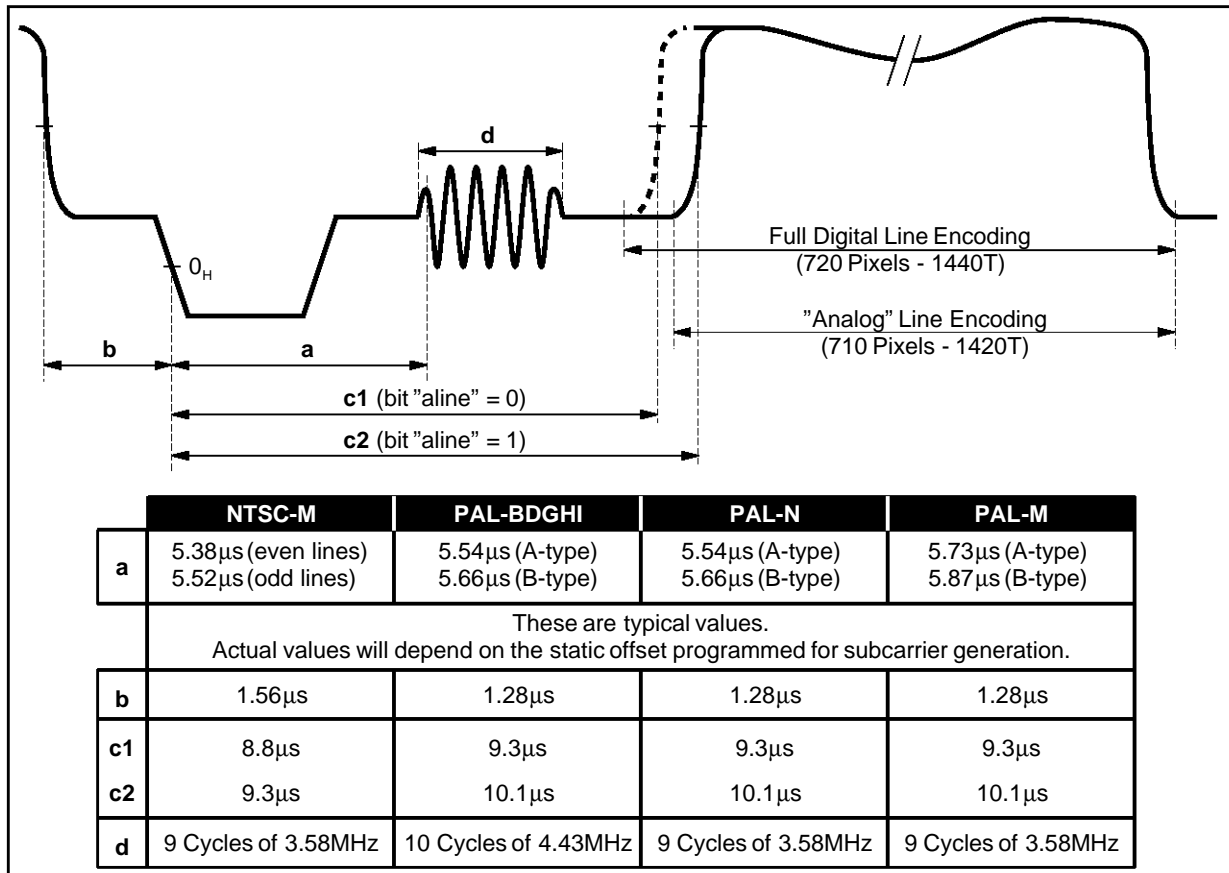 d
0H
Full Digital Line Encoding
(720 Pixels - 1440T)
"Analog" Line Encoding
(710 Pixels - 1420T)
b
a
c1 (bit "aline" = 0)
c2 (bit "aline" = 1)
NTSC-M PAL-BDGHI PAL-N PAL-M
a
5.38µs (even lines) 5.54µs (A-type) 5.54µs (A-type) 5.73µs (A-type)
5.52µs (odd lines) 5.66µs (B-type) 5.66µs (B-type) 5.87µs (B-type)
These are typical values.
Actual values will depend on the static offset programmed for subcarrier generation.
b 1.56µs 1.28µs 1.28µs 1.28µs
c1 8.8µs 9.3µs 9.3µs 9.3µs
c2 9.3µs 10.1µs 10.1µs 10.1µs
d 9 Cycles of 3.58MHz 10 Cycles of 4.43MHz 9 Cycles of 3.58MHz 9 Cycles of 3.58MHz